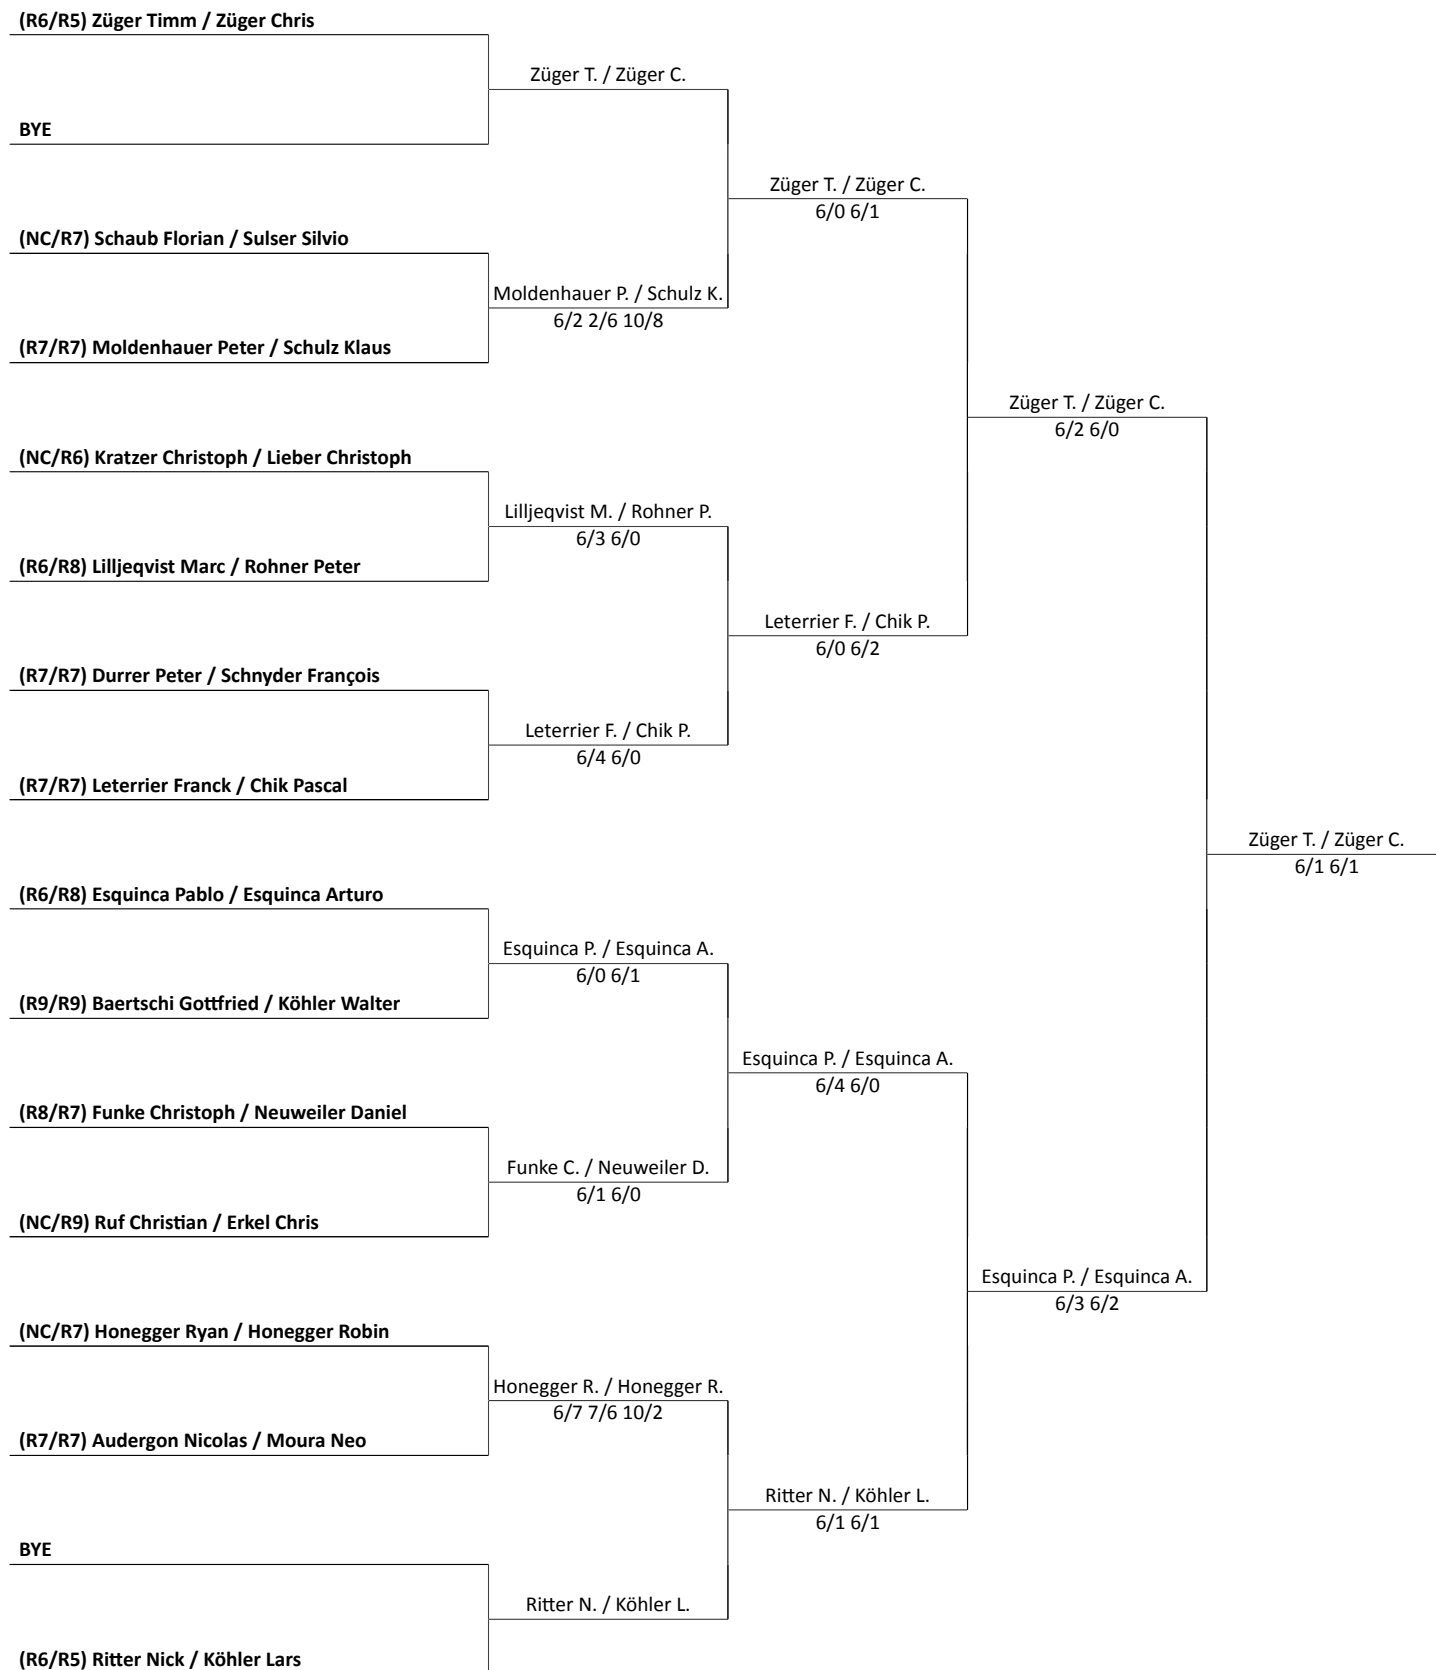 (R6/R5) Züger Timm / Züger Chris
Züger T. / Züger C.
BYE
Züger T. / Züger C.
6/0 6/1
(NC/R7) Schaub Florian / Sulser Silvio
Moldenhauer P. / Schulz K.
6/2 2/6 10/8
(R7/R7) Moldenhauer Peter / Schulz Klaus
Züger T. / Züger C.
6/2 6/0
(NC/R6) Kratzer Christoph / Lieber Christoph
Lilljeqvist M. / Rohner P.
6/3 6/0
(R6/R8) Lilljeqvist Marc / Rohner Peter
Leterrier F. / Chik P.
6/0 6/2
(R7/R7) Durrer Peter / Schnyder François
Leterrier F. / Chik P.
6/4 6/0
(R7/R7) Leterrier Franck / Chik Pascal
Züger T. / Züger C.
6/1 6/1
(R6/R8) Esquinca Pablo / Esquinca Arturo
Esquinca P. / Esquinca A.
6/0 6/1
(R9/R9) Baertschi Gottfried / Köhler Walter
Esquinca P. / Esquinca A.
6/4 6/0
(R8/R7) Funke Christoph / Neuweiler Daniel
Funke C. / Neuweiler D.
6/1 6/0
(NC/R9) Ruf Christian / Erkel Chris
Esquinca P. / Esquinca A.
6/3 6/2
(NC/R7) Honegger Ryan / Honegger Robin
Honegger R. / Honegger R.
6/7 7/6 10/2
(R7/R7) Audergon Nicolas / Moura Neo
Ritter N. / Köhler L.
6/1 6/1
BYE
Ritter N. / Köhler L.
(R6/R5) Ritter Nick / Köhler Lars